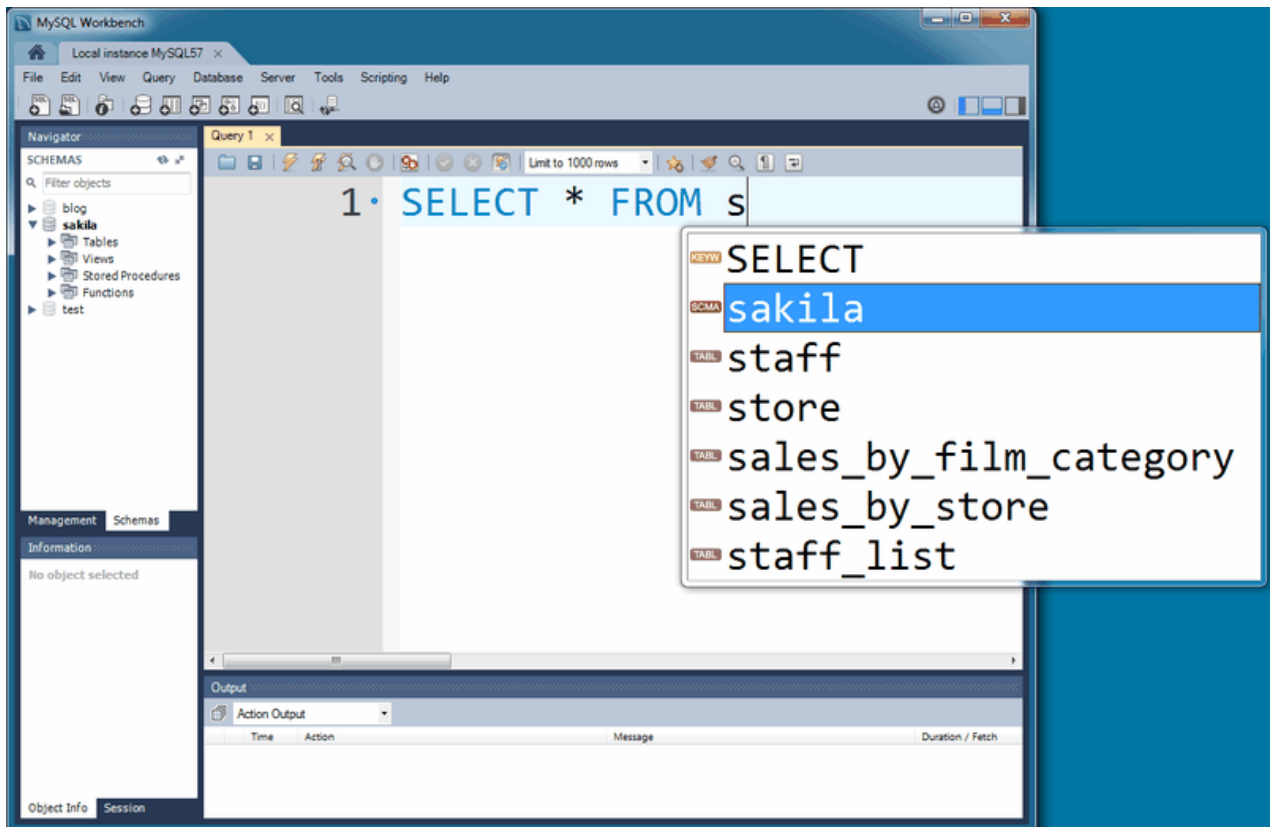 MySQL Workbench
Local instance MySQL57
File Edit View Query Database Server Tools Scripting Help
Navigator
SCHEMAS
Filter objects
blog
sakila
Tables
Views
Stored Procedures
Functions
test
Management Schemas
Information
No object selected
Object Info Session
Query 1
Limit to 1000 rows
1 SELECT * FROM s
KEYW SELECT
SCMA sakila
TABL staff
TABL store
TABL sales_by_film_category
TABL sales_by_store
TABL staff_list
Output
Action Output
Time Action Message Duration / Fetch